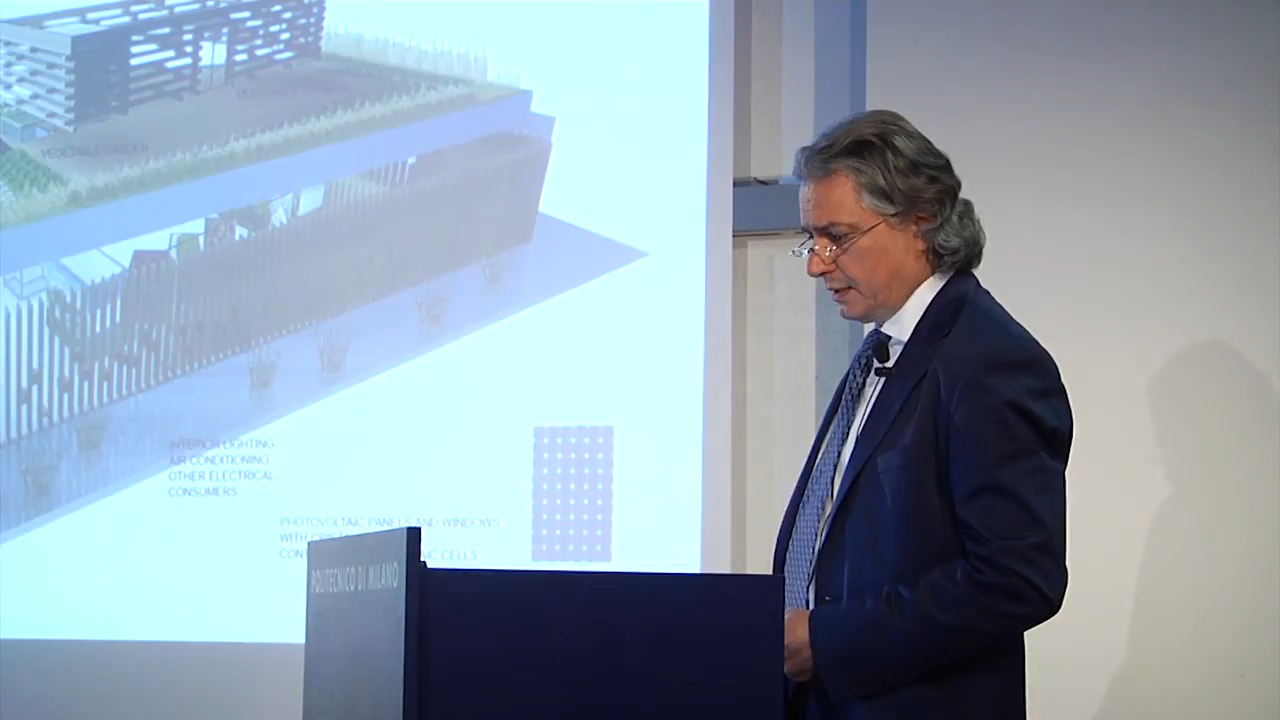 VEGETABLE GARDEN
INTERIOR LIGHTING
AIR CONDITIONING
OTHER ELECTRICAL
CONSUMERS
PHOTOVOLTAIC PANELS AND WINDOWS
WITH
CELLS
POLITECNICO DI MILANO